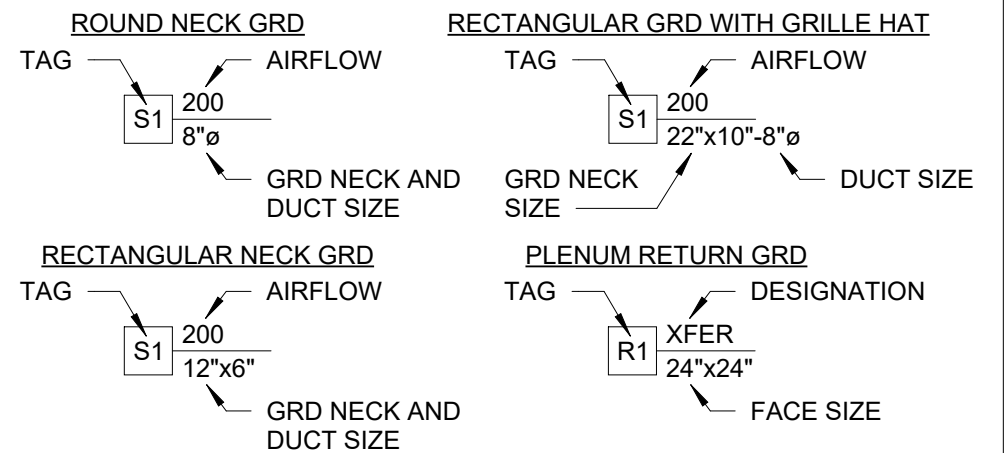 ROUND NECK GRD
TAG
AIRFLOW
S1
200
8"ø
GRD NECK AND
DUCT SIZE
RECTANGULAR GRD WITH GRILLE HAT
TAG
AIRFLOW
S1
200
22"x10"-8"ø
GRD NECK
SIZE
DUCT SIZE
RECTANGULAR NECK GRD
TAG
AIRFLOW
S1
200
12"x6"
GRD NECK AND
DUCT SIZE
PLENUM RETURN GRD
TAG
DESIGNATION
R1
XFER
24"x24"
FACE SIZE